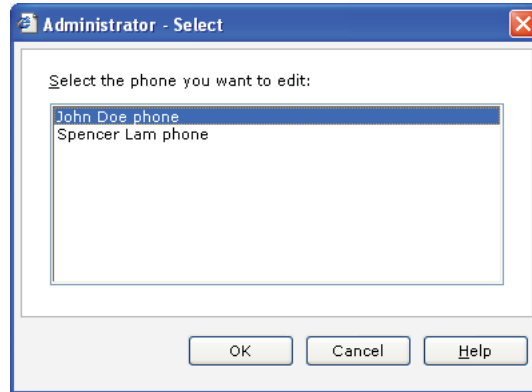 Administrator - Select
Select the phone you want to edit:
John Doe phone
Spencer Lam phone
OK Cancel Help